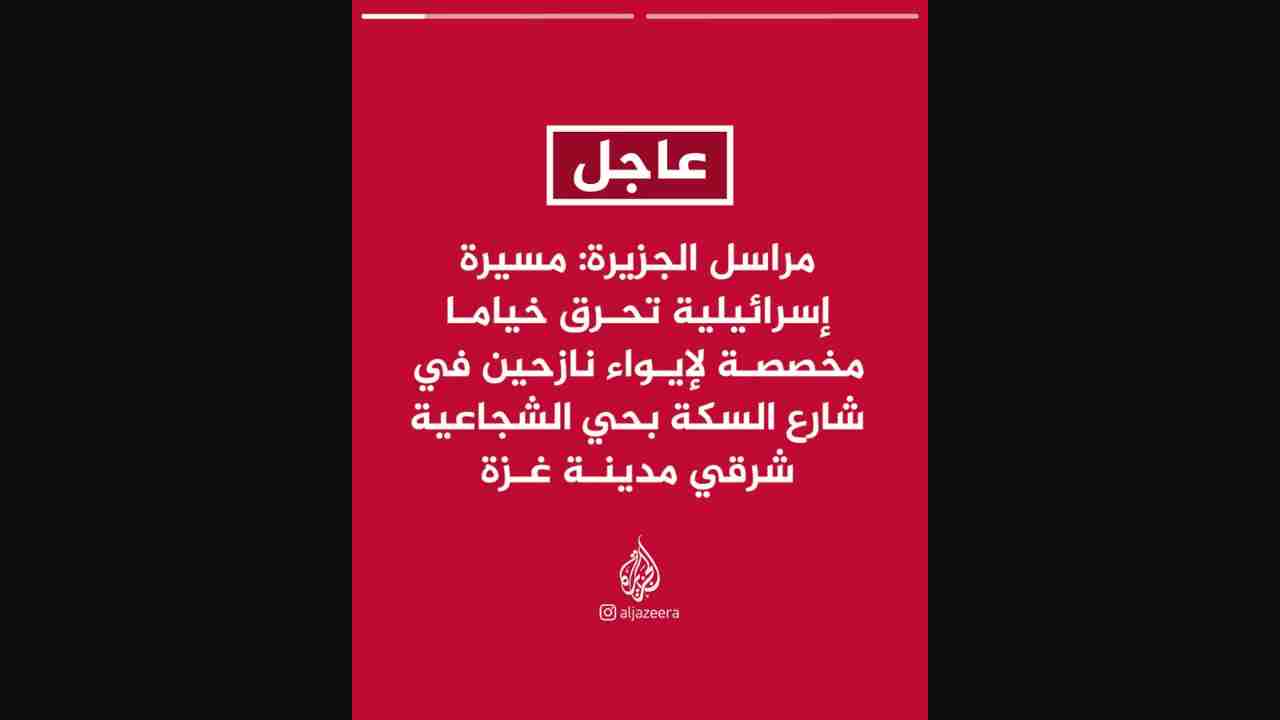 عاجل
مراسل الجزيرة: مسيرة
إسرائيلية تحرق خياما
مخصصة لإيواء نازحين في
شارع السكة بحي الشجاعية
شرقي مدينة غزة
الجزيرة
aljazeera